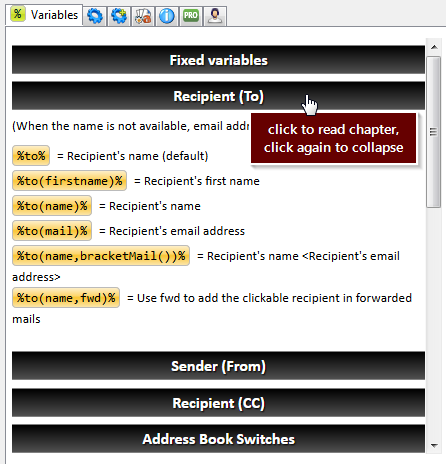 % Variables
PRO
Fixed variables
Recipient (To)
(When the name is not available, email addr
click to read chapter,
click again to collapse
%to% = Recipient's name (default)
%to(firstname)% = Recipient's first name
%to(name)% = Recipient's name
%to(mail)% = Recipient's email address
%to(name,bracketMail())% = Recipient's name <Recipient's email
address>
%to(name,fwd)% = Use fwd to add the clickable recipient in forwarded
mails
Sender (From)
Recipient (CC)
Address Book Switches